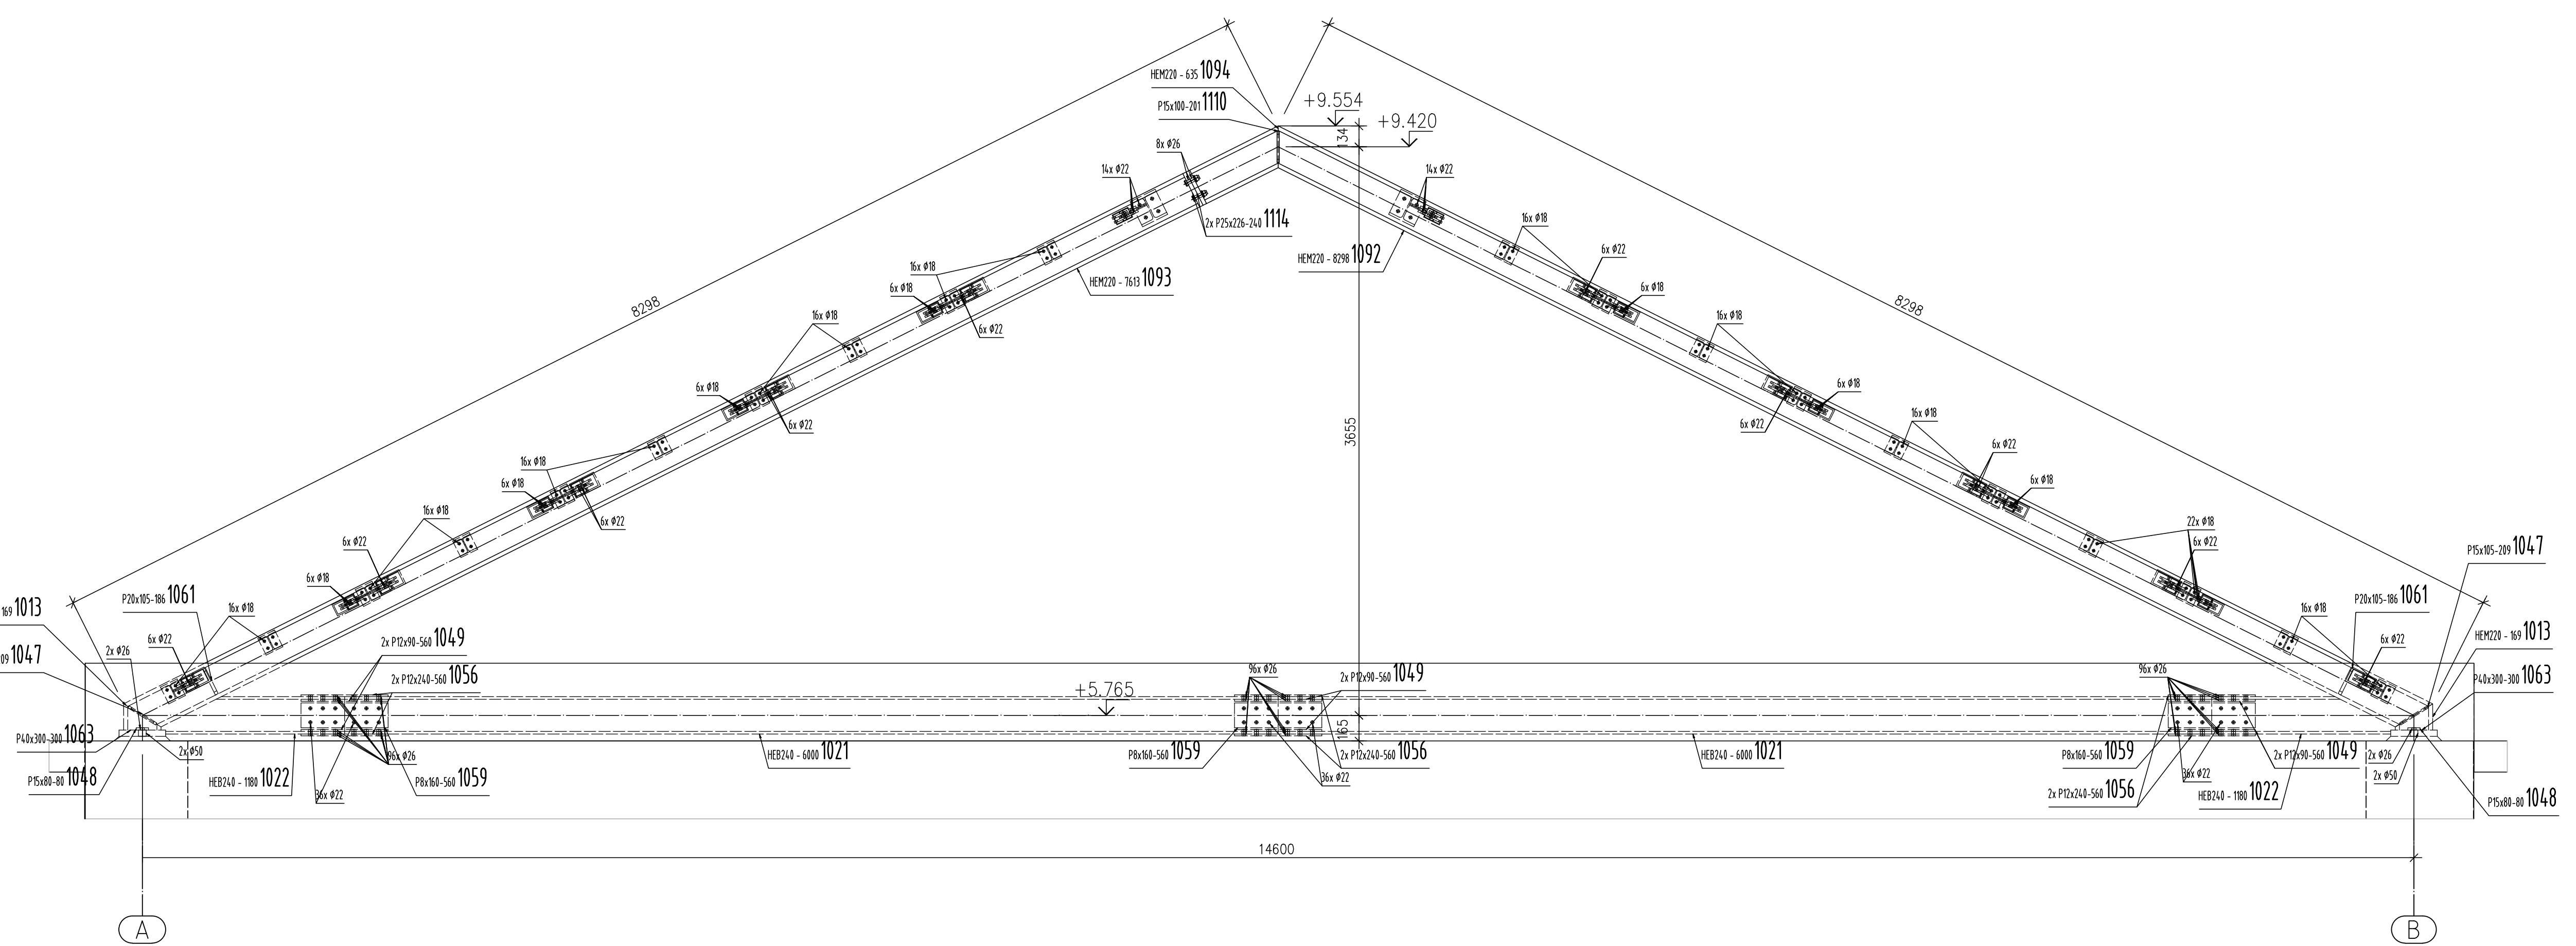 HEM220 - 635 1094
P15x100-201 1110
+9.554
+9.420
134
8x Ø26
14x Ø22
14x Ø22
2x P25x226-240 1114
16x Ø18
HEM220 - 8298 1092
6x Ø22
16x Ø18
HEM220 - 7613 1093
6x Ø18
6x Ø18
8298
8298
16x Ø18
16x Ø18
6x Ø22
6x Ø18
6x Ø18
6x Ø22
6x Ø22
3655
16x Ø18
16x Ø18
6x Ø22
6x Ø18
6x Ø18
6x Ø22
16x Ø18
22x Ø18
6x Ø22
6x Ø22
P15x105-209 1047
6x Ø18
P20x105-186 1061
P20x105-186 1061
169 1013
16x Ø18
16x Ø18
HEM220 - 169 1013
6x Ø22
2x P12x90-560 1049
6x Ø22
09 1047
2x Ø26
2x P12x240-560 1056
96x Ø26
2x P12x90-560 1049
96x Ø26
P40x300-300 1063
+5.765
165
P40x300-300 1063
2x Ø50
96x Ø26
P15x80-80 1048
HEB240 - 1180 1022
36x Ø22
P8x160-560 1059
HEB240 - 6000 1021
P8x160-560 1059
2x P12x240-560 1056
36x Ø22
HEB240 - 6000 1021
P8x160-560 1059
2x P12x240-560 1056
36x Ø22
2x P12x90-560 1049
HEB240 - 1180 1022
2x Ø26
2x Ø50
P15x80-80 1048
14600
A
B